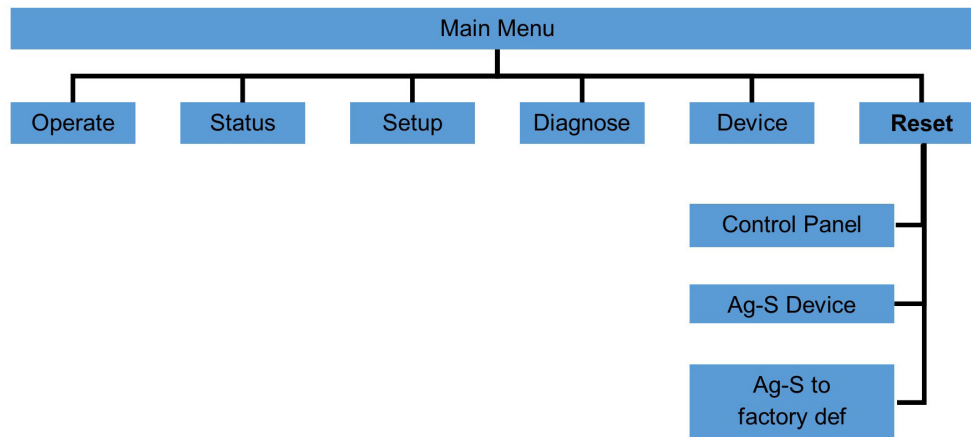 Main Menu
Operate
Status
Setup
Diagnose
Device
Reset
Control Panel
Ag-S Device
Ag-S to
factory def